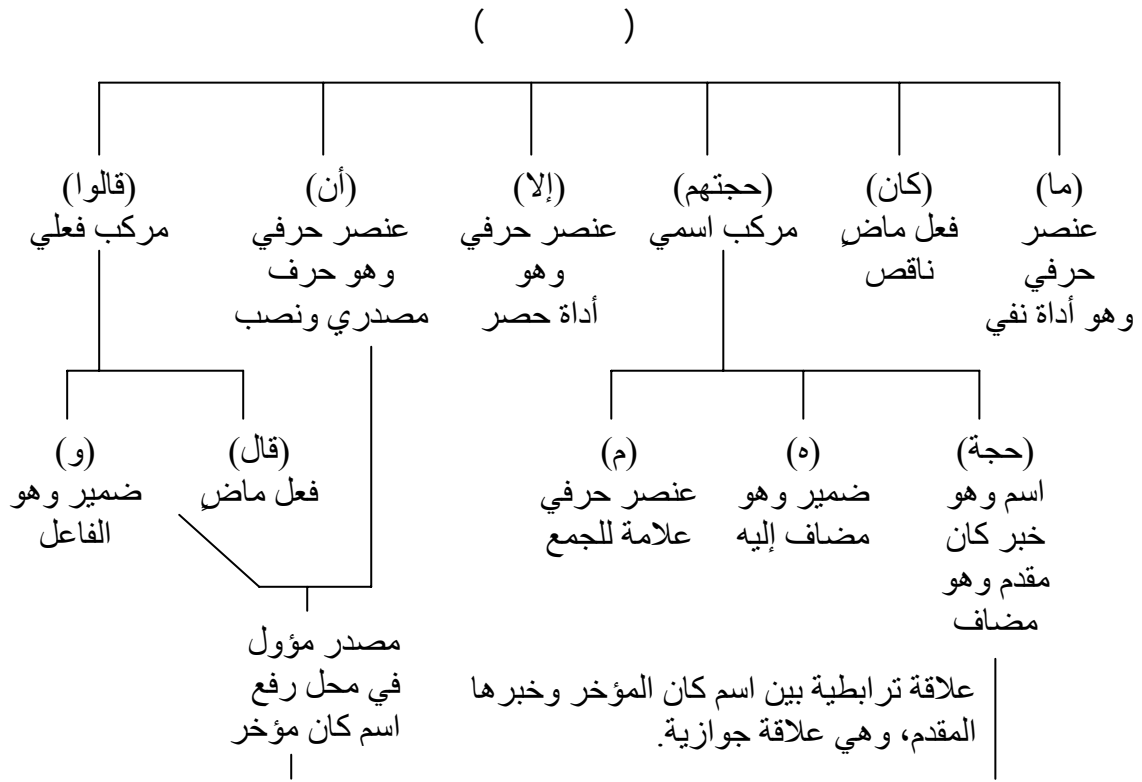 ( )
(ما)
عنصر
حرفي
وهو أداة نفي
(كان)
فعل ماضٍ
ناقص
(حجتهم)
مركب اسمي
(إلا)
عنصر حرفي
وهو
أداة حصر
(أن)
عنصر حرفي
وهو حرف
مصدري ونصب
(قالوا)
مركب فعلي
(حجة)
اسم وهو
خبر كان
مقدم وهو
مضاف
(ه)
ضمير وهو
مضاف إليه
(م)
عنصر حرفي
علامة للجمع
(قال)
فعل ماضٍ
(و)
ضمير وهو
الفاعل
مصدر مؤول
في محل رفع
اسم كان مؤخر
علاقة ترابطية بين اسم كان المؤخر وخبرها
المقدم، وهي علاقة جوازية.